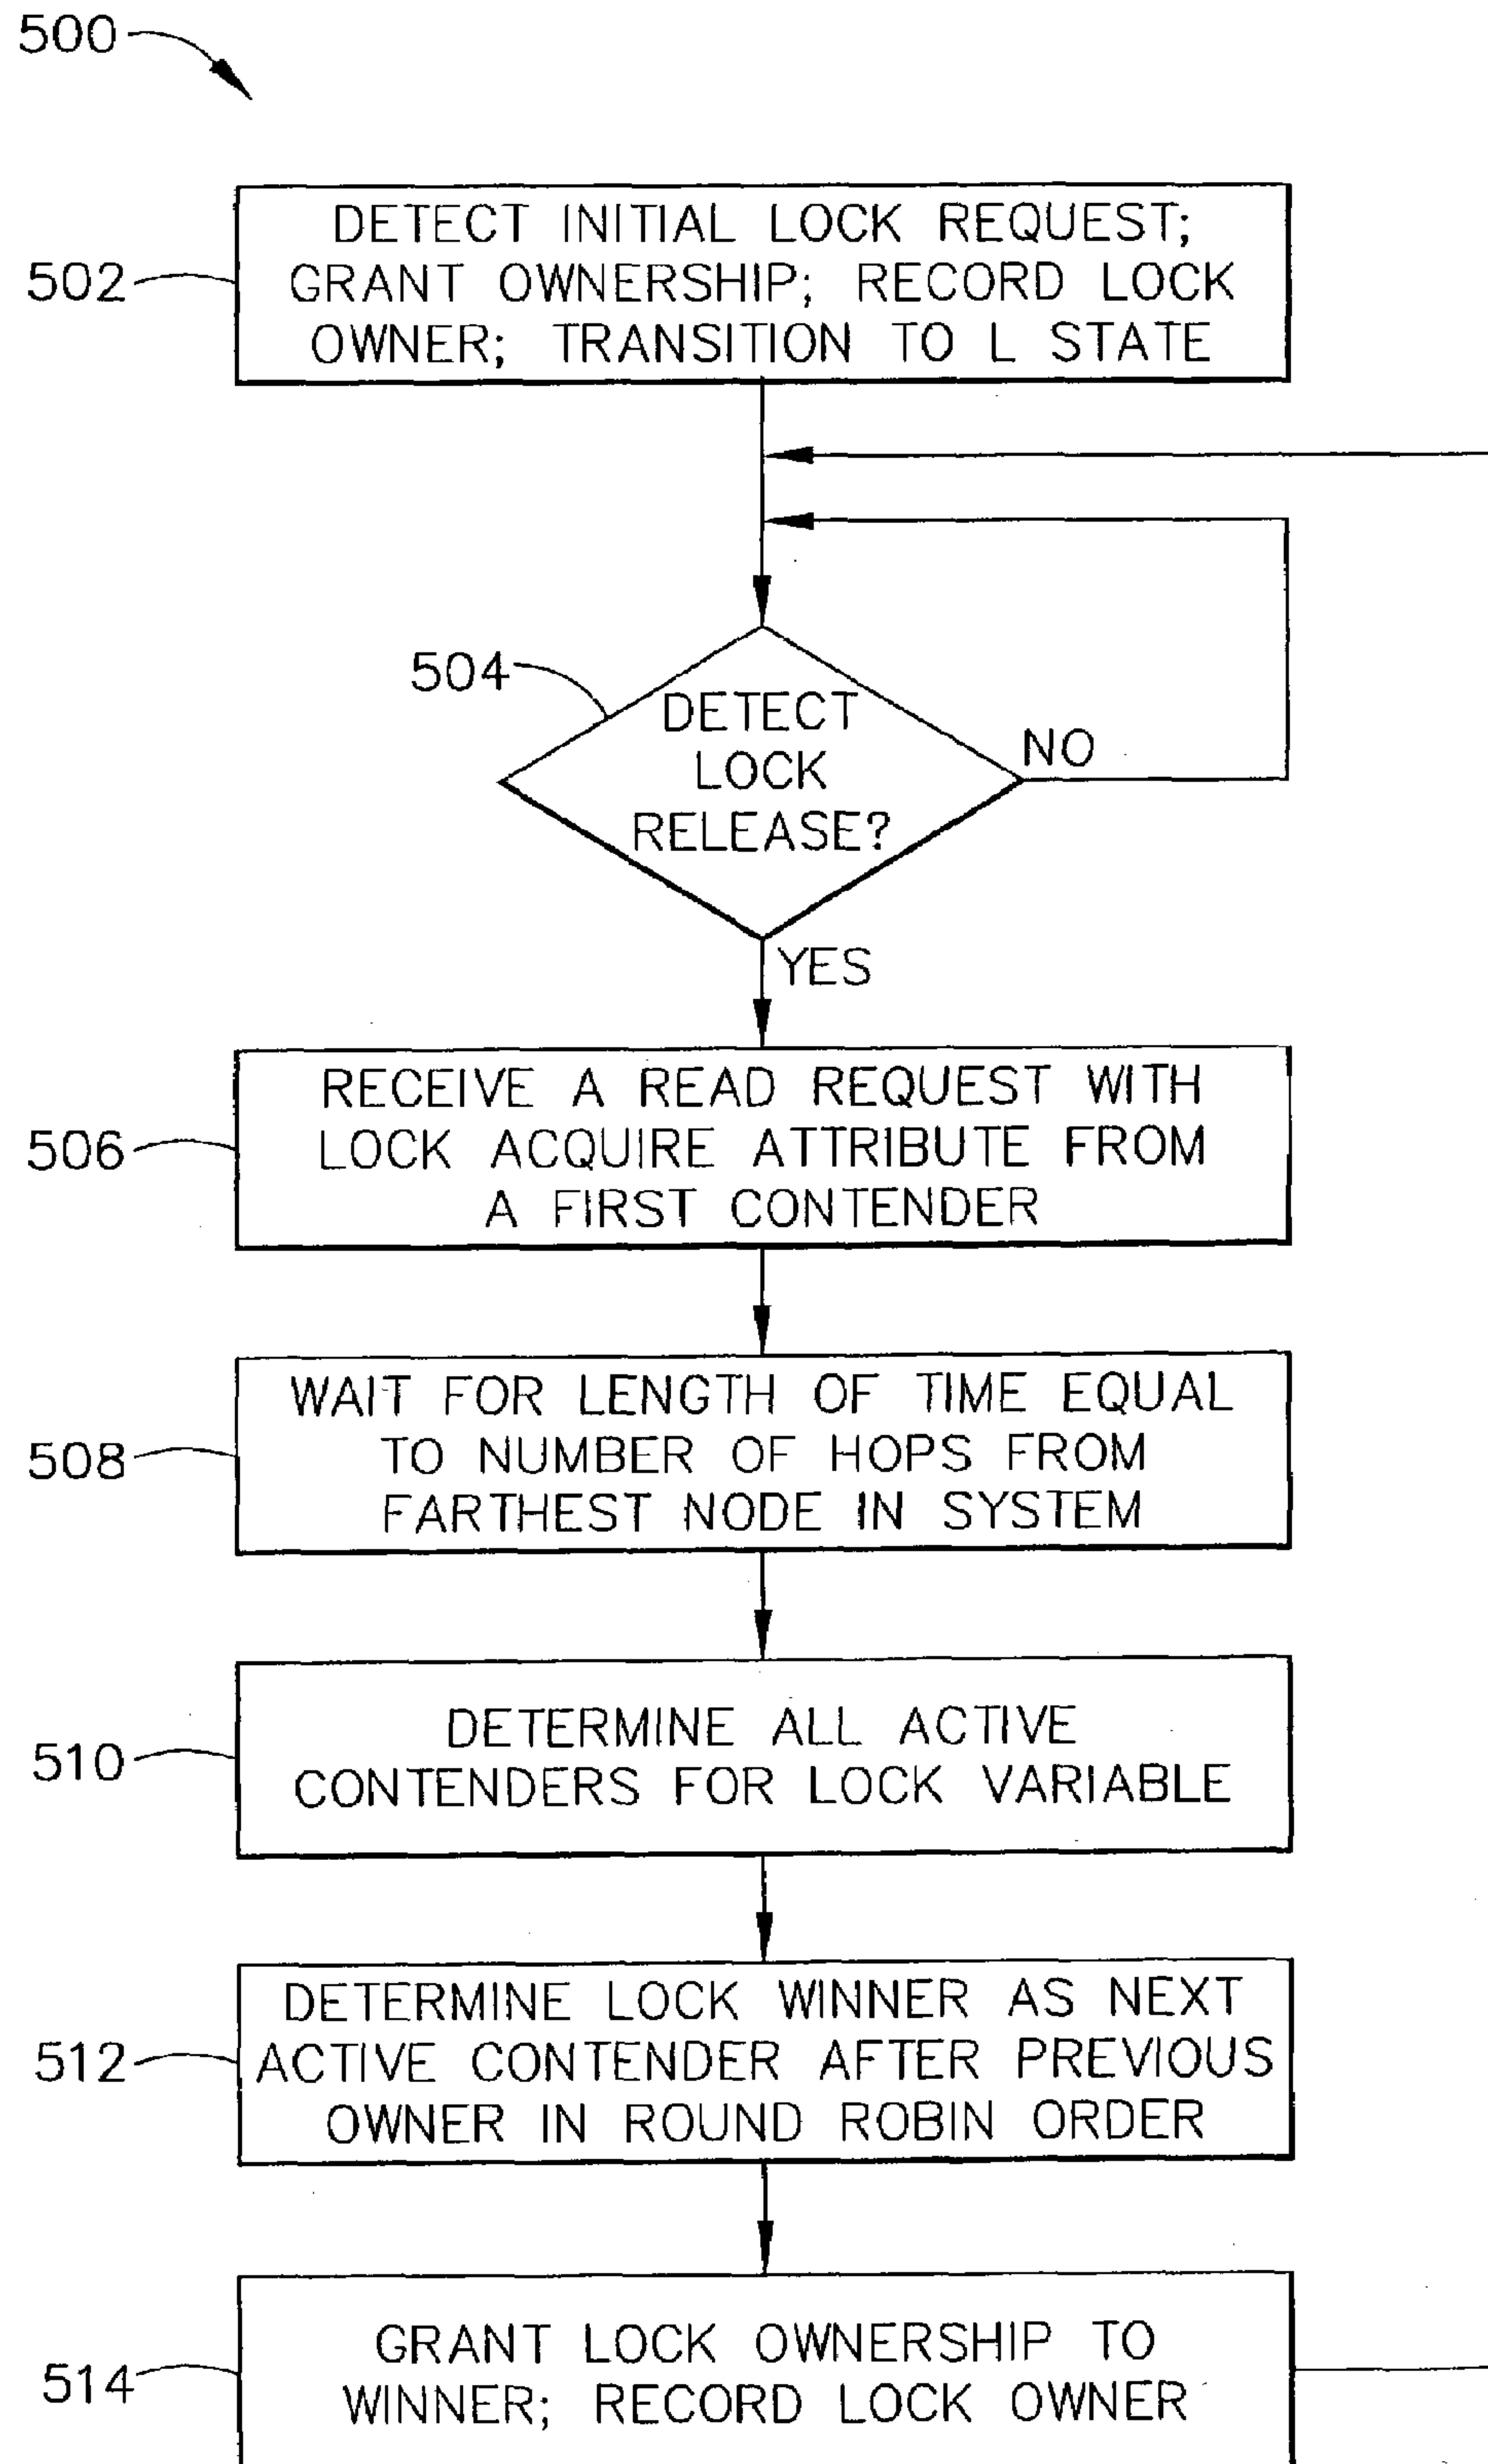 500
502
DETECT INITIAL LOCK REQUEST;
GRANT OWNERSHIP; RECORD LOCK
OWNER; TRANSITION TO L STATE
504
DETECT
LOCK
RELEASE?
NO
YES
506
RECEIVE A READ REQUEST WITH
LOCK ACQUIRE ATTRIBUTE FROM
A FIRST CONTENDER
508
WAIT FOR LENGTH OF TIME EQUAL
TO NUMBER OF HOPS FROM
FARTHEST NODE IN SYSTEM
510
DETERMINE ALL ACTIVE
CONTENDERS FOR LOCK VARIABLE
512
DETERMINE LOCK WINNER AS NEXT
ACTIVE CONTENDER AFTER PREVIOUS
OWNER IN ROUND ROBIN ORDER
514
GRANT LOCK OWNERSHIP TO
WINNER; RECORD LOCK OWNER